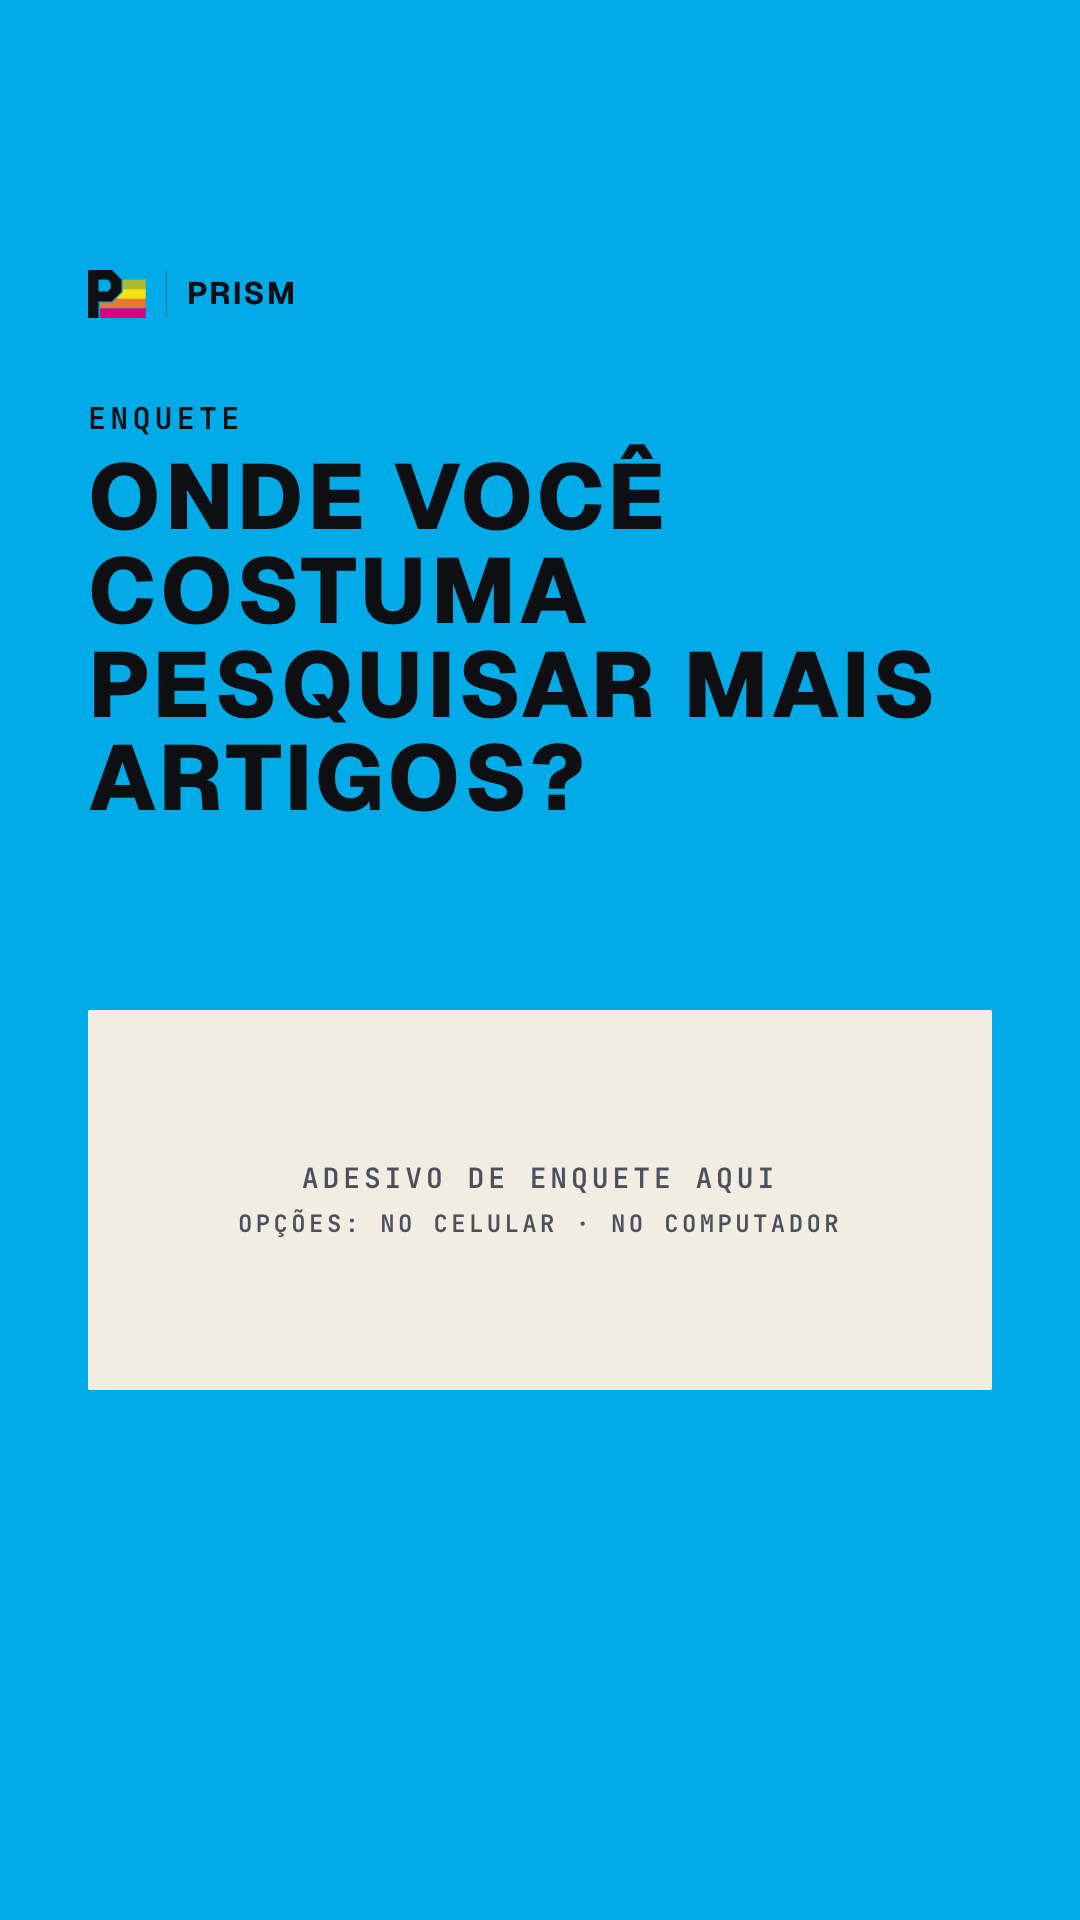 P
PRISM
ENQUETE
ONDE VOCÊ
COSTUMA
PESQUISAR MAIS
ARTIGOS?
ADESIVO DE ENQUETE AQUI
OPÇÕES: NO CELULAR · NO COMPUTADOR